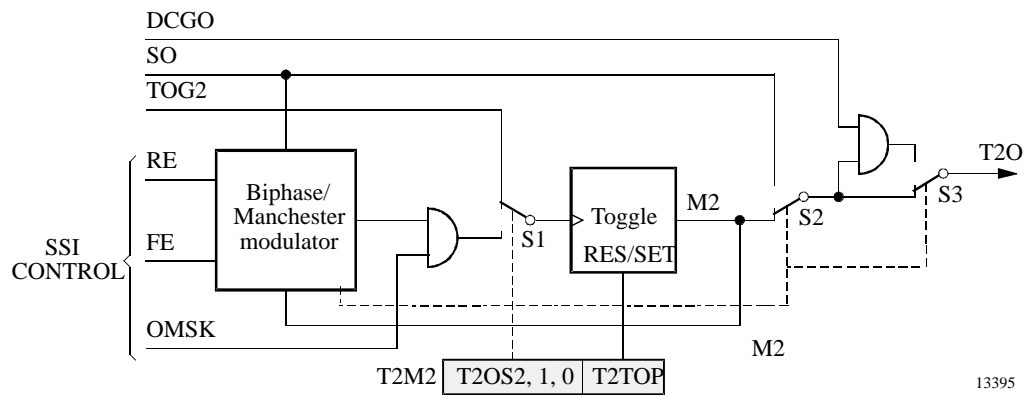 DCGO
SO
TOG2
RE
T2O
Biphase/
Manchester
modulator
M2
Toggle
S3
S2
S1
SSI
CONTROL
FE
RES/SET
OMSK
M2
T2M2
T2OS2, 1, 0
T2TOP
13395